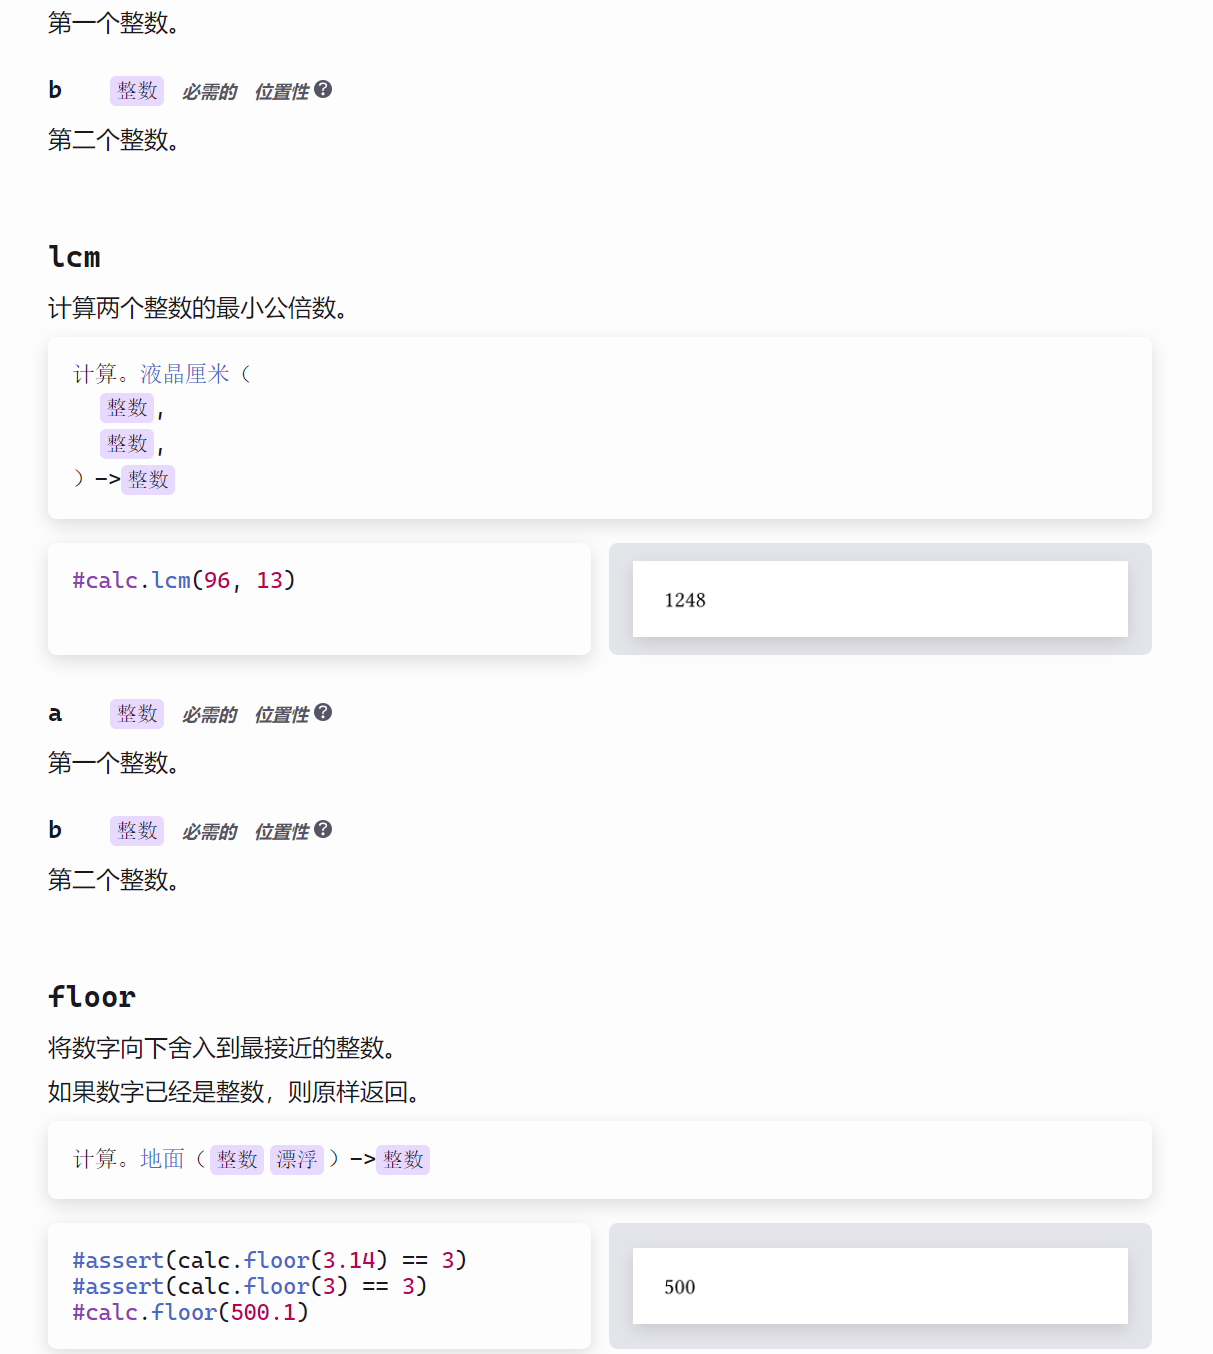 第一个整数。
b 整数 必需的 位置性 ?
第二个整数。
lcm
计算两个整数的最小公倍数。
计算。液晶厘米（
整数,
整数,
）->整数
#calc.lcm(96, 13)
1248
a 整数 必需的 位置性 ?
第一个整数。
b 整数 必需的 位置性 ?
第二个整数。
floor
将数字向下舍入到最接近的整数。
如果数字已经是整数，则原样返回。
计算。地面（整数 漂浮）->整数
#assert(calc.floor(3.14) == 3)
#assert(calc.floor(3) == 3)
#calc.floor(500.1)
500